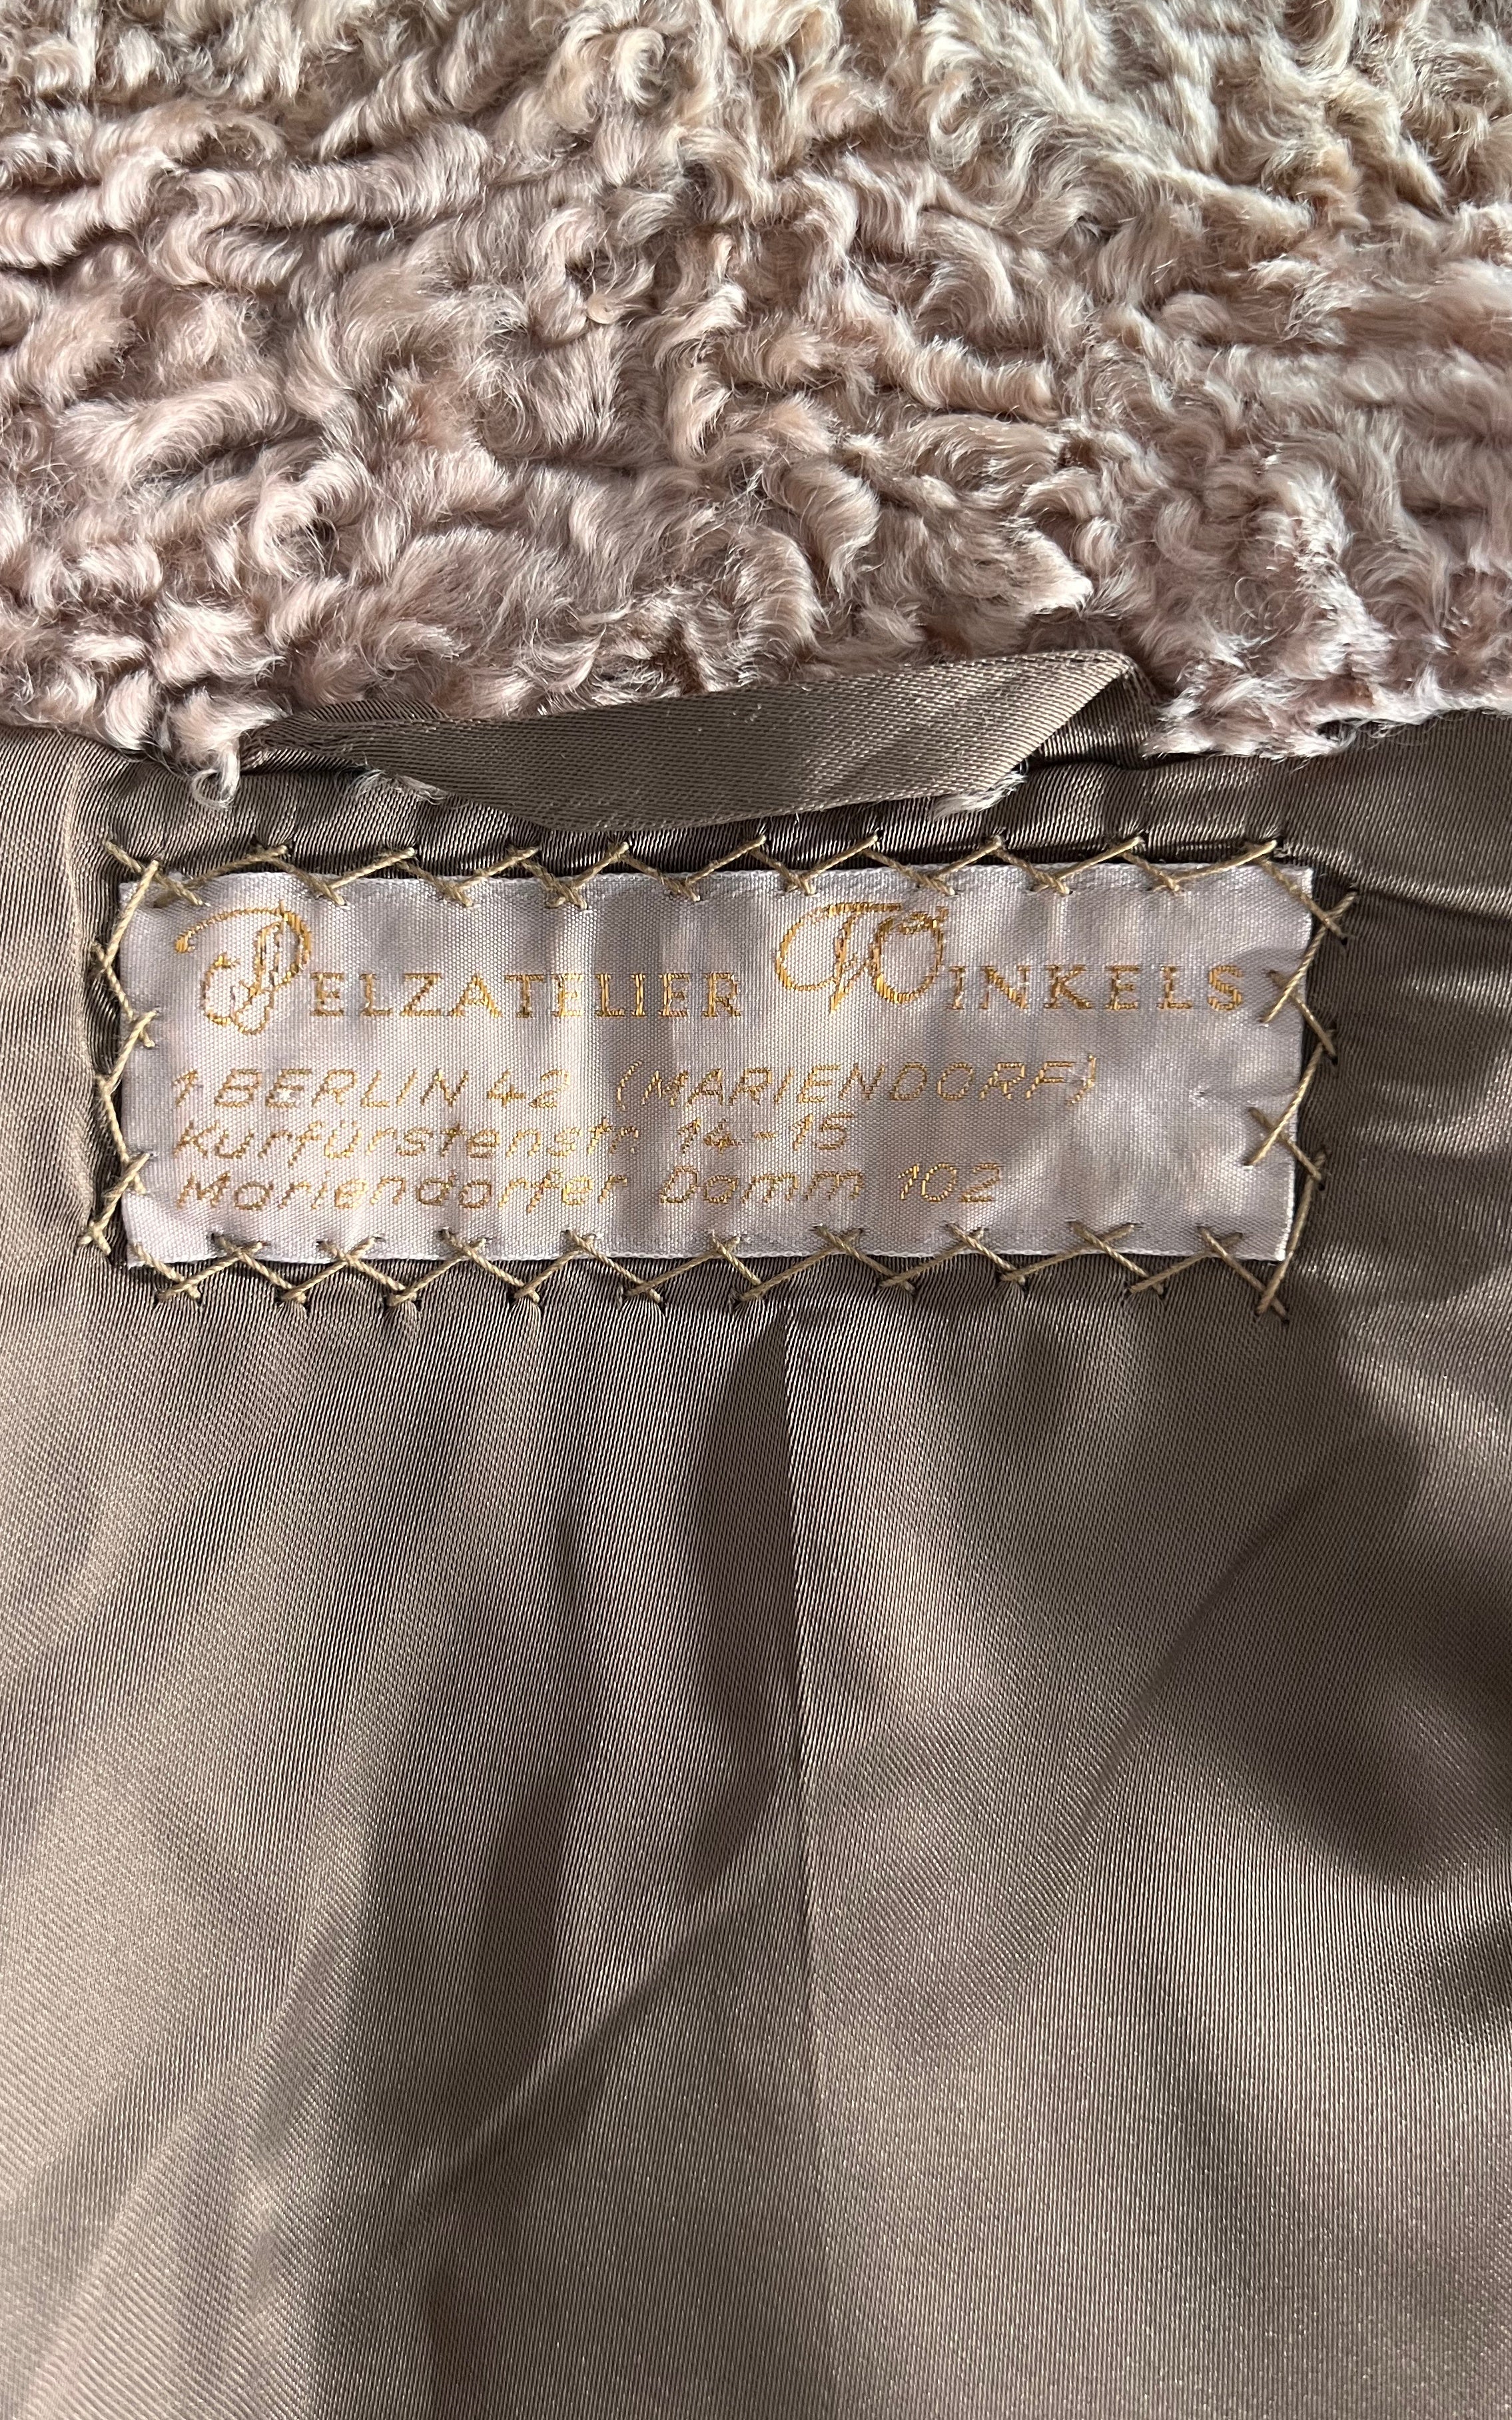 PELZATELIER WINKELS
1 BERLIN 42 (MARIENDORF)
Kurfürstenstr. 14-15
Mariendorfer Damm 102